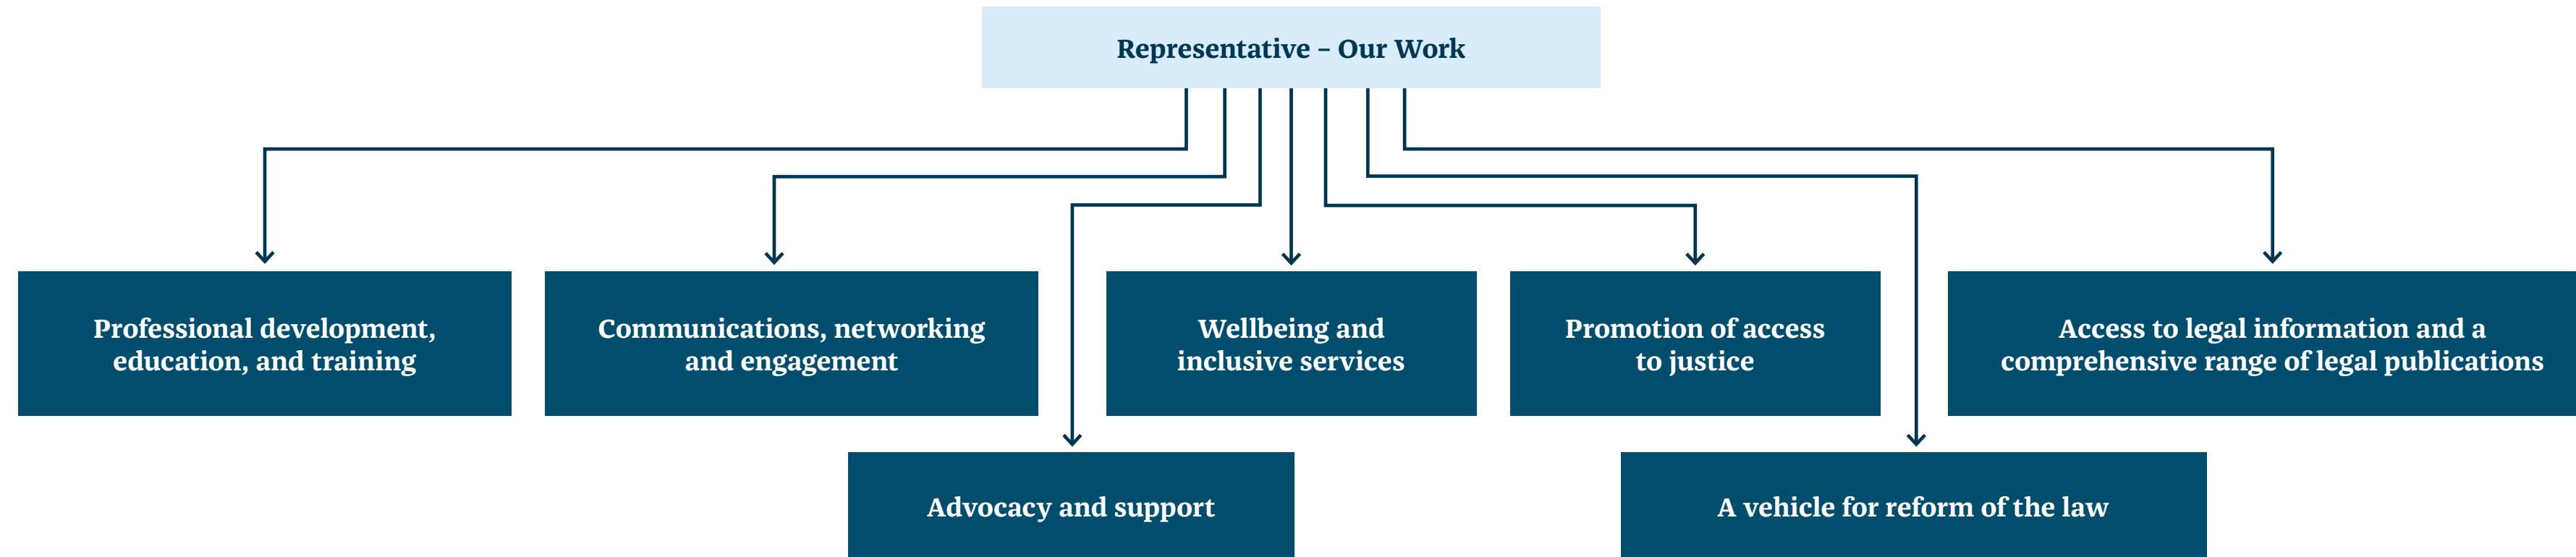 Representative – Our Work
Professional development,
education, and training
Communications, networking
and engagement
Wellbeing and
inclusive services
Promotion of access
to justice
Access to legal information and a
comprehensive range of legal publications
Advocacy and support
A vehicle for reform of the law